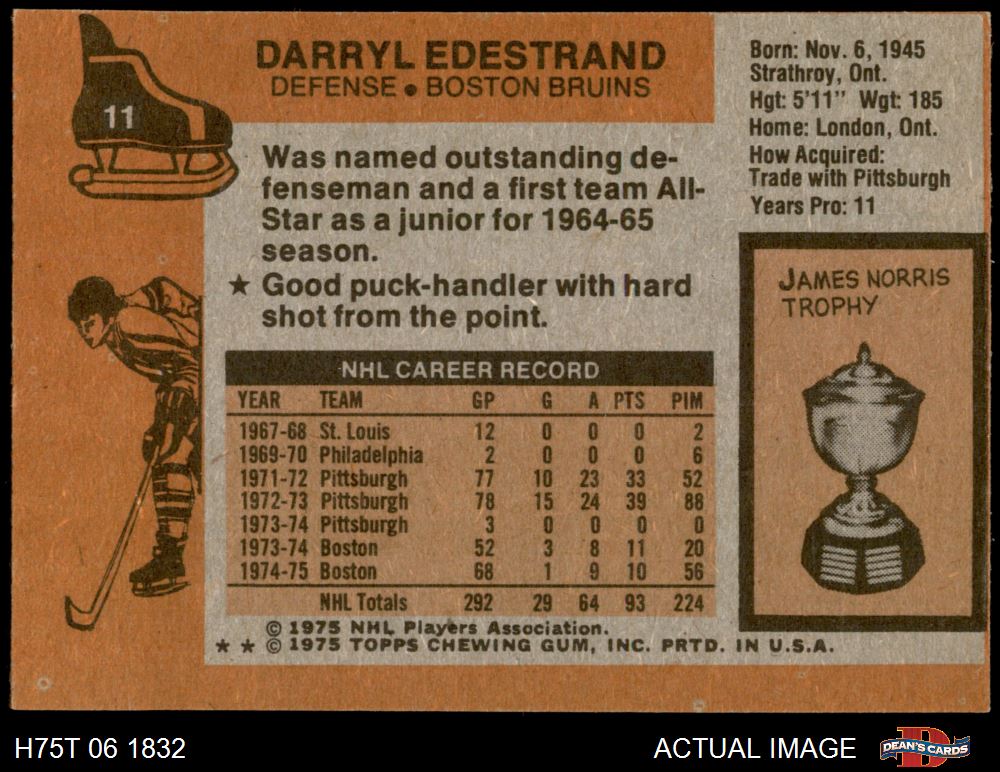 11
DARRYL EDESTRAND
DEFENSE • BOSTON BRUINS
Was named outstanding de-
fenseman and a first team All-
Star as a junior for 1964-65
season.
★ Good puck-handler with hard
shot from the point.
NHL CAREER RECORD
YEAR TEAM GP G A PTS PIM
1967-68 St. Louis 12 0 0 0 2
1969-70 Philadelphia 2 0 0 0 6
1971-72 Pittsburgh 77 10 23 33 52
1972-73 Pittsburgh 78 15 24 39 88
1973-74 Pittsburgh 3 0 0 0 0
1973-74 Boston 52 3 8 11 20
1974-75 Boston 68 1 9 10 56
NHL Totals 292 29 64 93 224
© 1975 NHL Players Association.
★ ★ © 1975 TOPPS CHEWING GUM, INC. PRTD. IN U.S.A.
Born: Nov. 6, 1945
Strathroy, Ont.
Hgt: 5'11" Wgt: 185
Home: London, Ont.
How Acquired:
Trade with Pittsburgh
Years Pro: 11
JAMES NORRIS
TROPHY
H75T 06 1832
ACTUAL IMAGE
D
DEAN'S CARDS